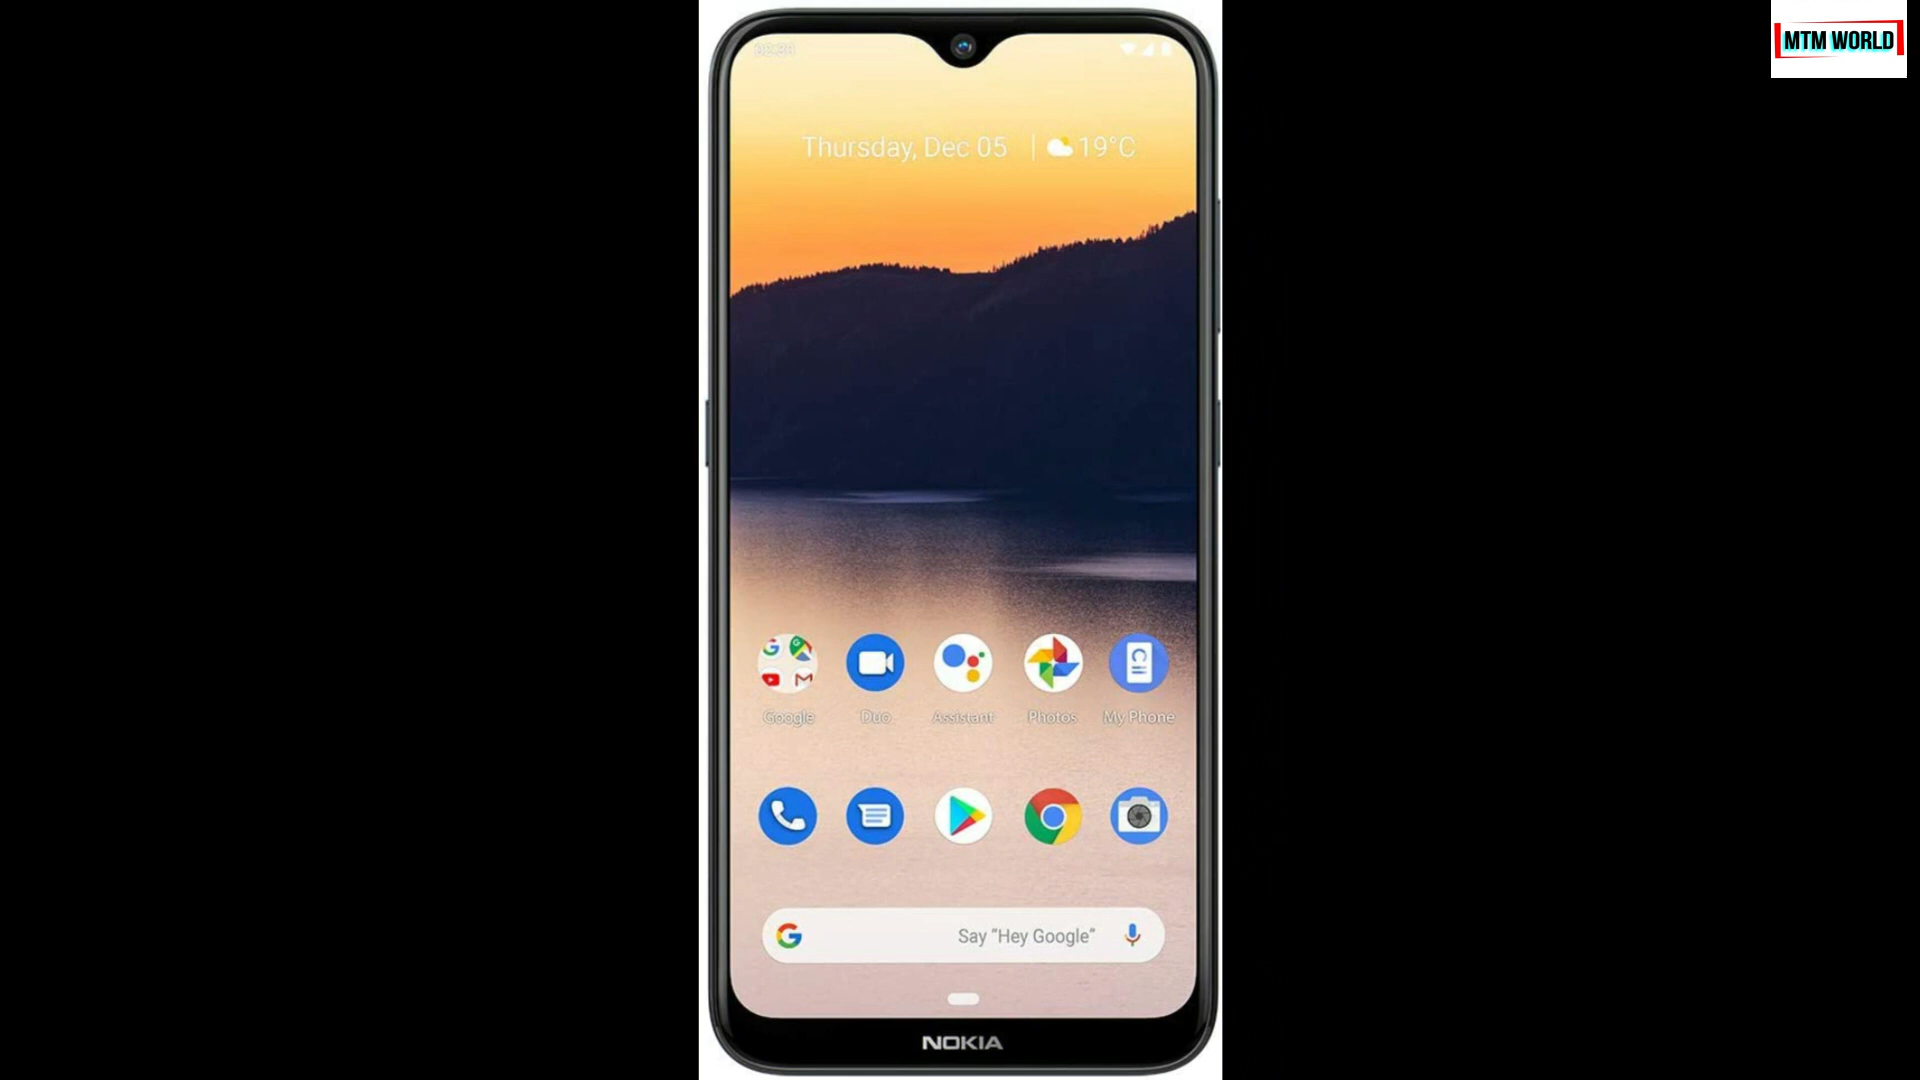 MTM WORLD
Thursday, Dec 05 | 19°C
Google Duo Assistant Photos My Phone
Say "Hey Google"
NOKIA